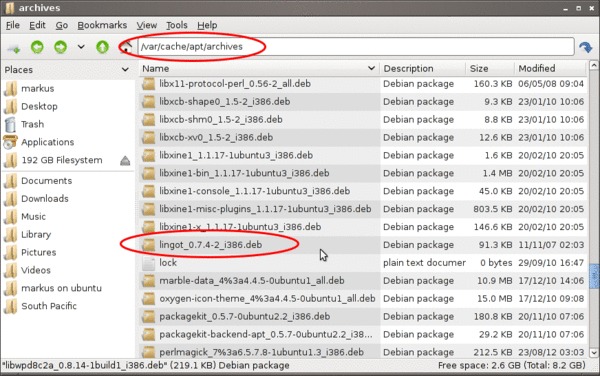 archives
File Edit Go Bookmarks View Tools Help
/var/cache/apt/archives
Places
markus
Desktop
Trash
Applications
192 GB Filesystem
Documents
Downloads
Music
Library
Pictures
Videos
markus on ubuntu
South Pacific
Name Description Size Modified
libx11-protocol-perl_0.56-2_all.deb Debian package 160.3 KB 06/05/08 09:04
libxcb-shape0_1.5-2_i386.deb Debian package 9.3 KB 23/01/10 10:06
libxcb-shm0_1.5-2_i386.deb Debian package 8.8 KB 23/01/10 10:06
libxcb-xv0_1.5-2_i386.deb Debian package 12.6 KB 23/01/10 10:06
libxine1_1.1.17-1ubuntu3_i386.deb Debian package 1.6 KB 20/02/10 20:05
libxine1-bin_1.1.17-1ubuntu3_i386.deb Debian package 1.4 MB 20/02/10 20:05
libxine1-console_1.1.17-1ubuntu3_i386.deb Debian package 45.0 KB 20/02/10 20:05
libxine1-misc-plugins_1.1.17-1ubuntu3_i386.deb Debian package 803.5 KB 20/02/10 20:05
libxine1-x_1.1.17-1ubuntu3_i386.deb Debian package 146.6 KB 20/02/10 20:05
lingot_0.7.4-2_i386.deb Debian package 91.3 KB 11/11/07 02:03
lock plain text documer 0 bytes 29/09/10 16:47
marble-data_4%3a4.4.5-0ubuntu1_all.deb Debian package 10.9 MB 17/12/10 14:06
oxygen-icon-theme_4%3a4.4.5-0ubuntu1_all.deb Debian package 15.0 MB 17/12/10 09:08
packagekit_0.5.7-0ubuntu2.2_i386.deb Debian package 180.8 KB 20/11/10 07:06
packagekit-backend-apt_0.5.7-0ubuntu2.2_i38... Debian package 29.2 KB 20/11/10 07:06
perlmagick_7%3a6.5.7.8-1ubuntu1.3_i386.deb Debian package 212.5 KB 23/08/12 03:03
"libwpd8c2a_0.8.14-1build1_i386.deb" (219.1 KB) Debian package Free space: 2.6 GB (Total: 8.2 GB)